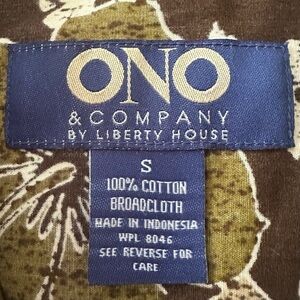 ONO
& COMPANY
BY LIBERTY HOUSE
S
100% COTTON
BROADCLOTH
MADE IN INDONESIA
WPL 8046
SEE REVERSE FOR
CARE